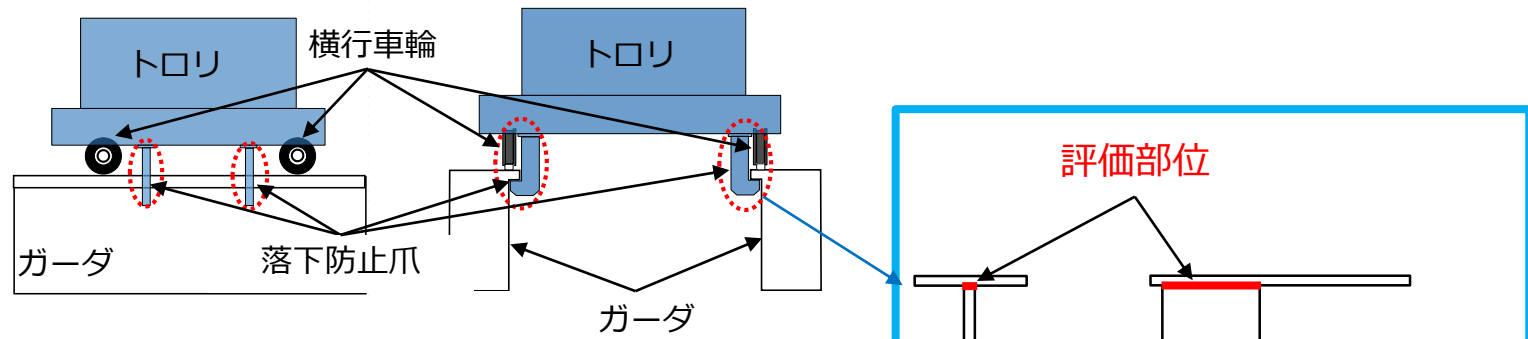 トロリ
横行車輪
トロリ
評価部位
ガーダ
落下防止爪
ガーダ